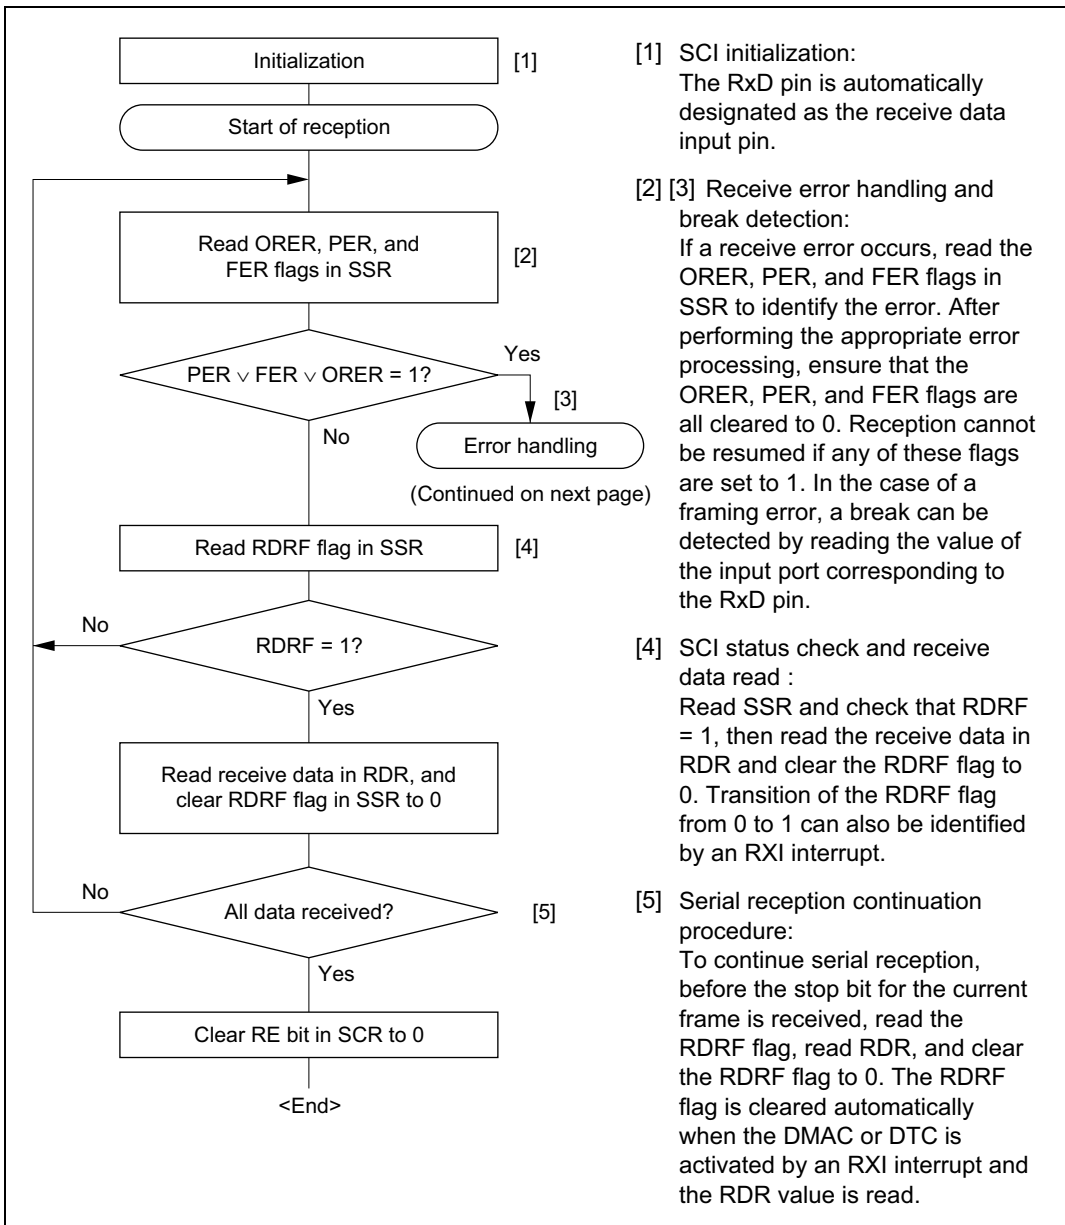 Initialization
[1]
Start of reception
Read ORER, PER, and
FER flags in SSR
[2]
PER ∨ FER ∨ ORER = 1?
Yes
[3]
No
Error handling
(Continued on next page)
Read RDRF flag in SSR
[4]
No
RDRF = 1?
Yes
Read receive data in RDR, and
clear RDRF flag in SSR to 0
No
All data received?
[5]
Yes
Clear RE bit in SCR to 0
<End>
[1] SCI initialization:
The RxD pin is automatically
designated as the receive data
input pin.
[2] [3] Receive error handling and
break detection:
If a receive error occurs, read the
ORER, PER, and FER flags in
SSR to identify the error. After
performing the appropriate error
processing, ensure that the
ORER, PER, and FER flags are
all cleared to 0. Reception cannot
be resumed if any of these flags
are set to 1. In the case of a
framing error, a break can be
detected by reading the value of
the input port corresponding to
the RxD pin.
[4] SCI status check and receive
data read :
Read SSR and check that RDRF
= 1, then read the receive data in
RDR and clear the RDRF flag to
0. Transition of the RDRF flag
from 0 to 1 can also be identified
by an RXI interrupt.
[5] Serial reception continuation
procedure:
To continue serial reception,
before the stop bit for the current
frame is received, read the
RDRF flag, read RDR, and clear
the RDRF flag to 0. The RDRF
flag is cleared automatically
when the DMAC or DTC is
activated by an RXI interrupt and
the RDR value is read.